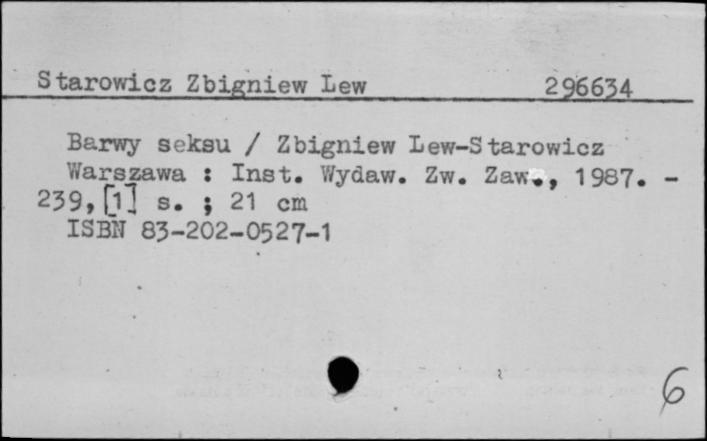 Starowicz Zbigniew Lew 296634
Barwy seksu / Zbigniew Lew-Starowicz
Warszawa : Inst. Wydaw. Zw. Zaw., 1987. -
239, [1] s. ; 21 cm
ISBN 83-202-0527-1
6